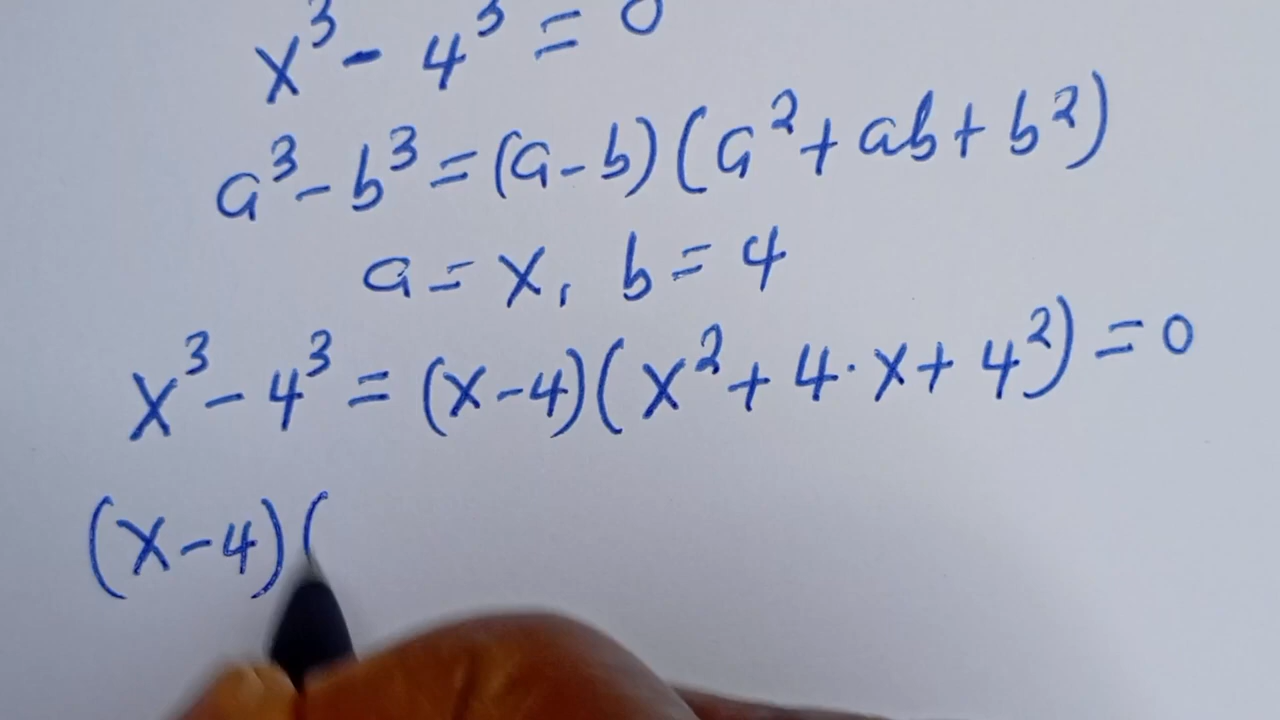 x³ - 4³ = 0
a³ - b³ = (a - b)(a² + ab + b²)
a = x, b = 4
x³ - 4³ = (x - 4)(x² + 4·x + 4²) = 0
(x - 4)(